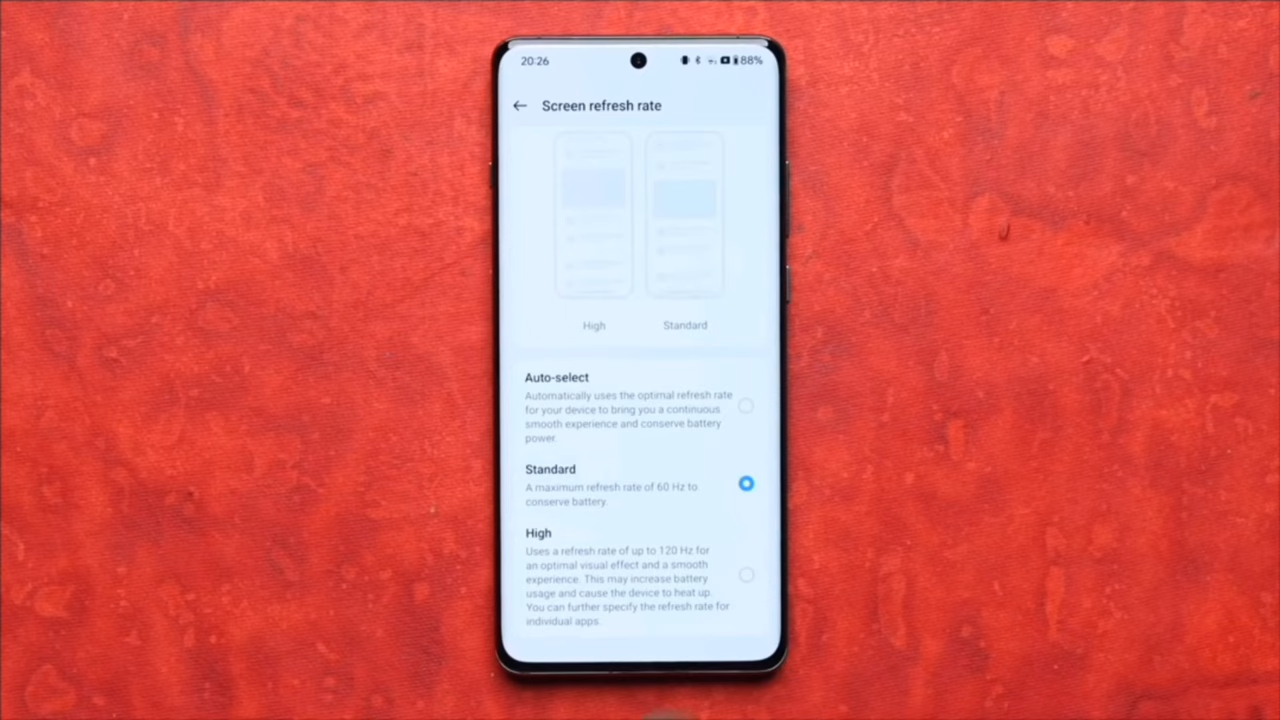 20:26
88%
Screen refresh rate
High
Standard
Auto-select
Automatically uses the optimal refresh rate
for your device to bring you a continuous
smooth experience and conserve battery
power.
Standard
A maximum refresh rate of 60 Hz to
conserve battery.
High
Uses a refresh rate of up to 120 Hz for
an optimal visual effect and a smooth
experience. This may increase battery
usage and cause the device to heat up.
You can further specify the refresh rate for
individual apps.